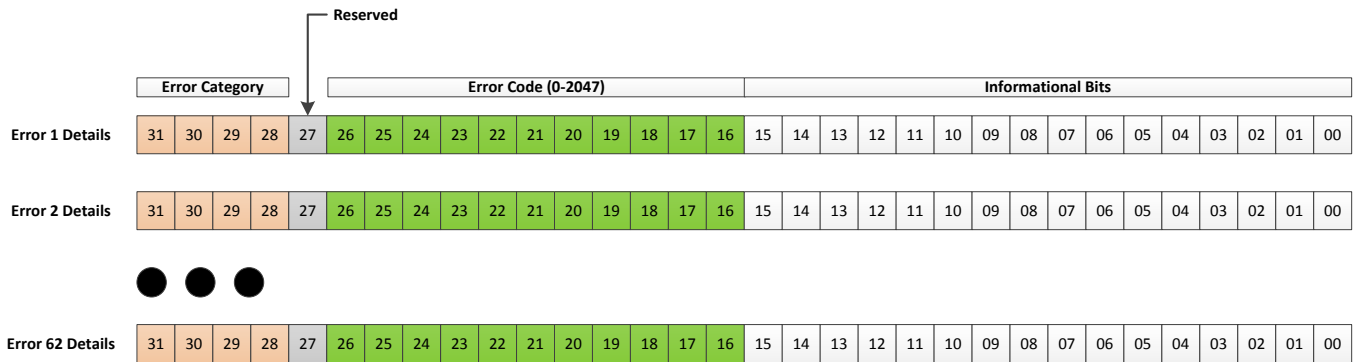 Reserved
Error Category Error Code (0-2047) Informational Bits
Error 1 Details 31 30 29 28 27 26 25 24 23 22 21 20 19 18 17 16 15 14 13 12 11 10 09 08 07 06 05 04 03 02 01 00
Error 2 Details 31 30 29 28 27 26 25 24 23 22 21 20 19 18 17 16 15 14 13 12 11 10 09 08 07 06 05 04 03 02 01 00
Error 62 Details 31 30 29 28 27 26 25 24 23 22 21 20 19 18 17 16 15 14 13 12 11 10 09 08 07 06 05 04 03 02 01 00